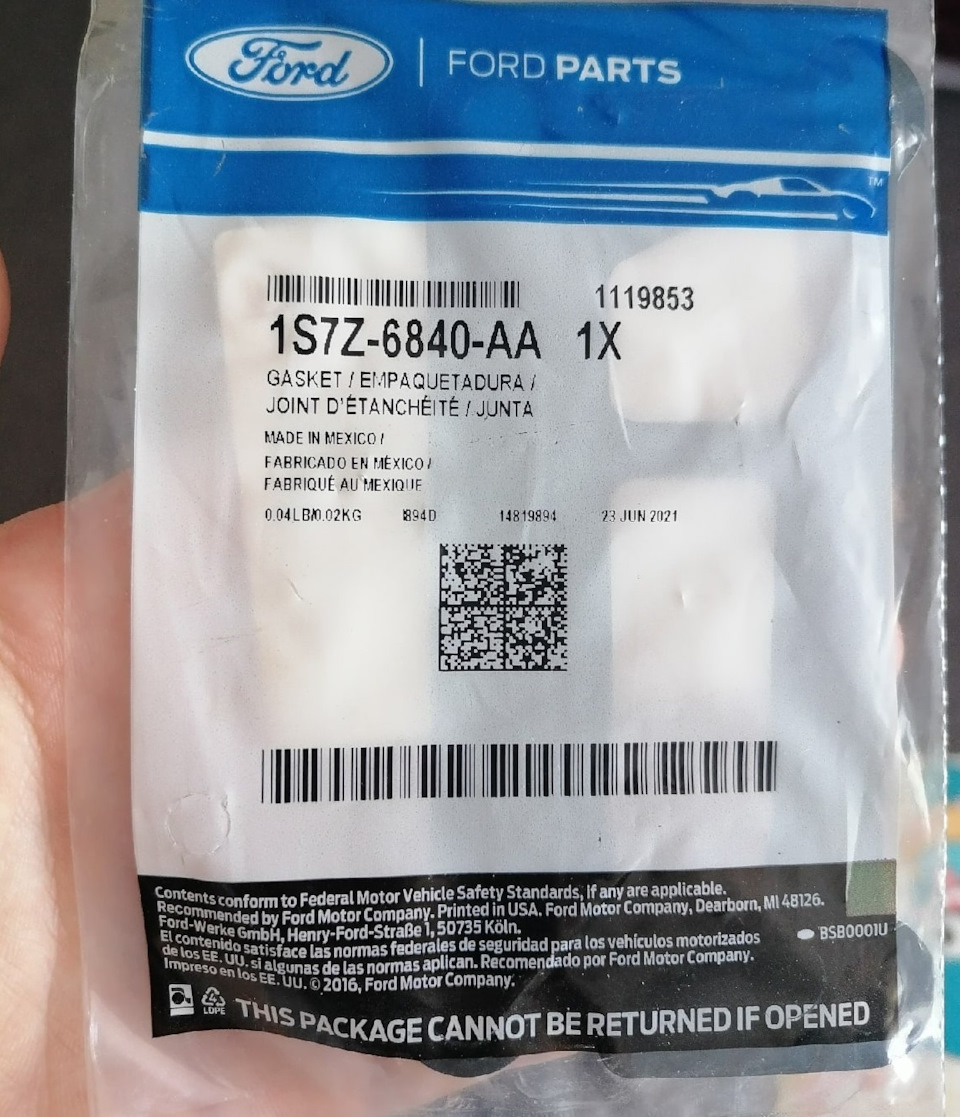 Ford | FORD PARTS
TM
1119853
1S7Z-6840-AA 1X
GASKET / EMPAQUETADURA /
JOINT D'ÉTANCHÉITÉ / JUNTA
MADE IN MEXICO /
FABRICADO EN MÉXICO /
FABRIQUÉ AU MEXIQUE
0.04LB/0.02KG 894D 14819894 23 JUN 2021
Contents conform to Federal Motor Vehicle Safety Standards, If any are applicable.
Recommended by Ford Motor Company. Printed in USA. Ford Motor Company, Dearborn, MI 48126.
Ford-Werke GmbH, Henry-Ford-Straße 1, 50735 Köln.
El contenido satisface las normas federales de seguridad para los vehículos motorizados
de los EE. UU. si algunas de las normas aplican. Recomendado por Ford Motor Company.
Impreso en los EE. UU. © 2016, Ford Motor Company.
BSB0001U
4
LDPE
THIS PACKAGE CANNOT BE RETURNED IF OPENED